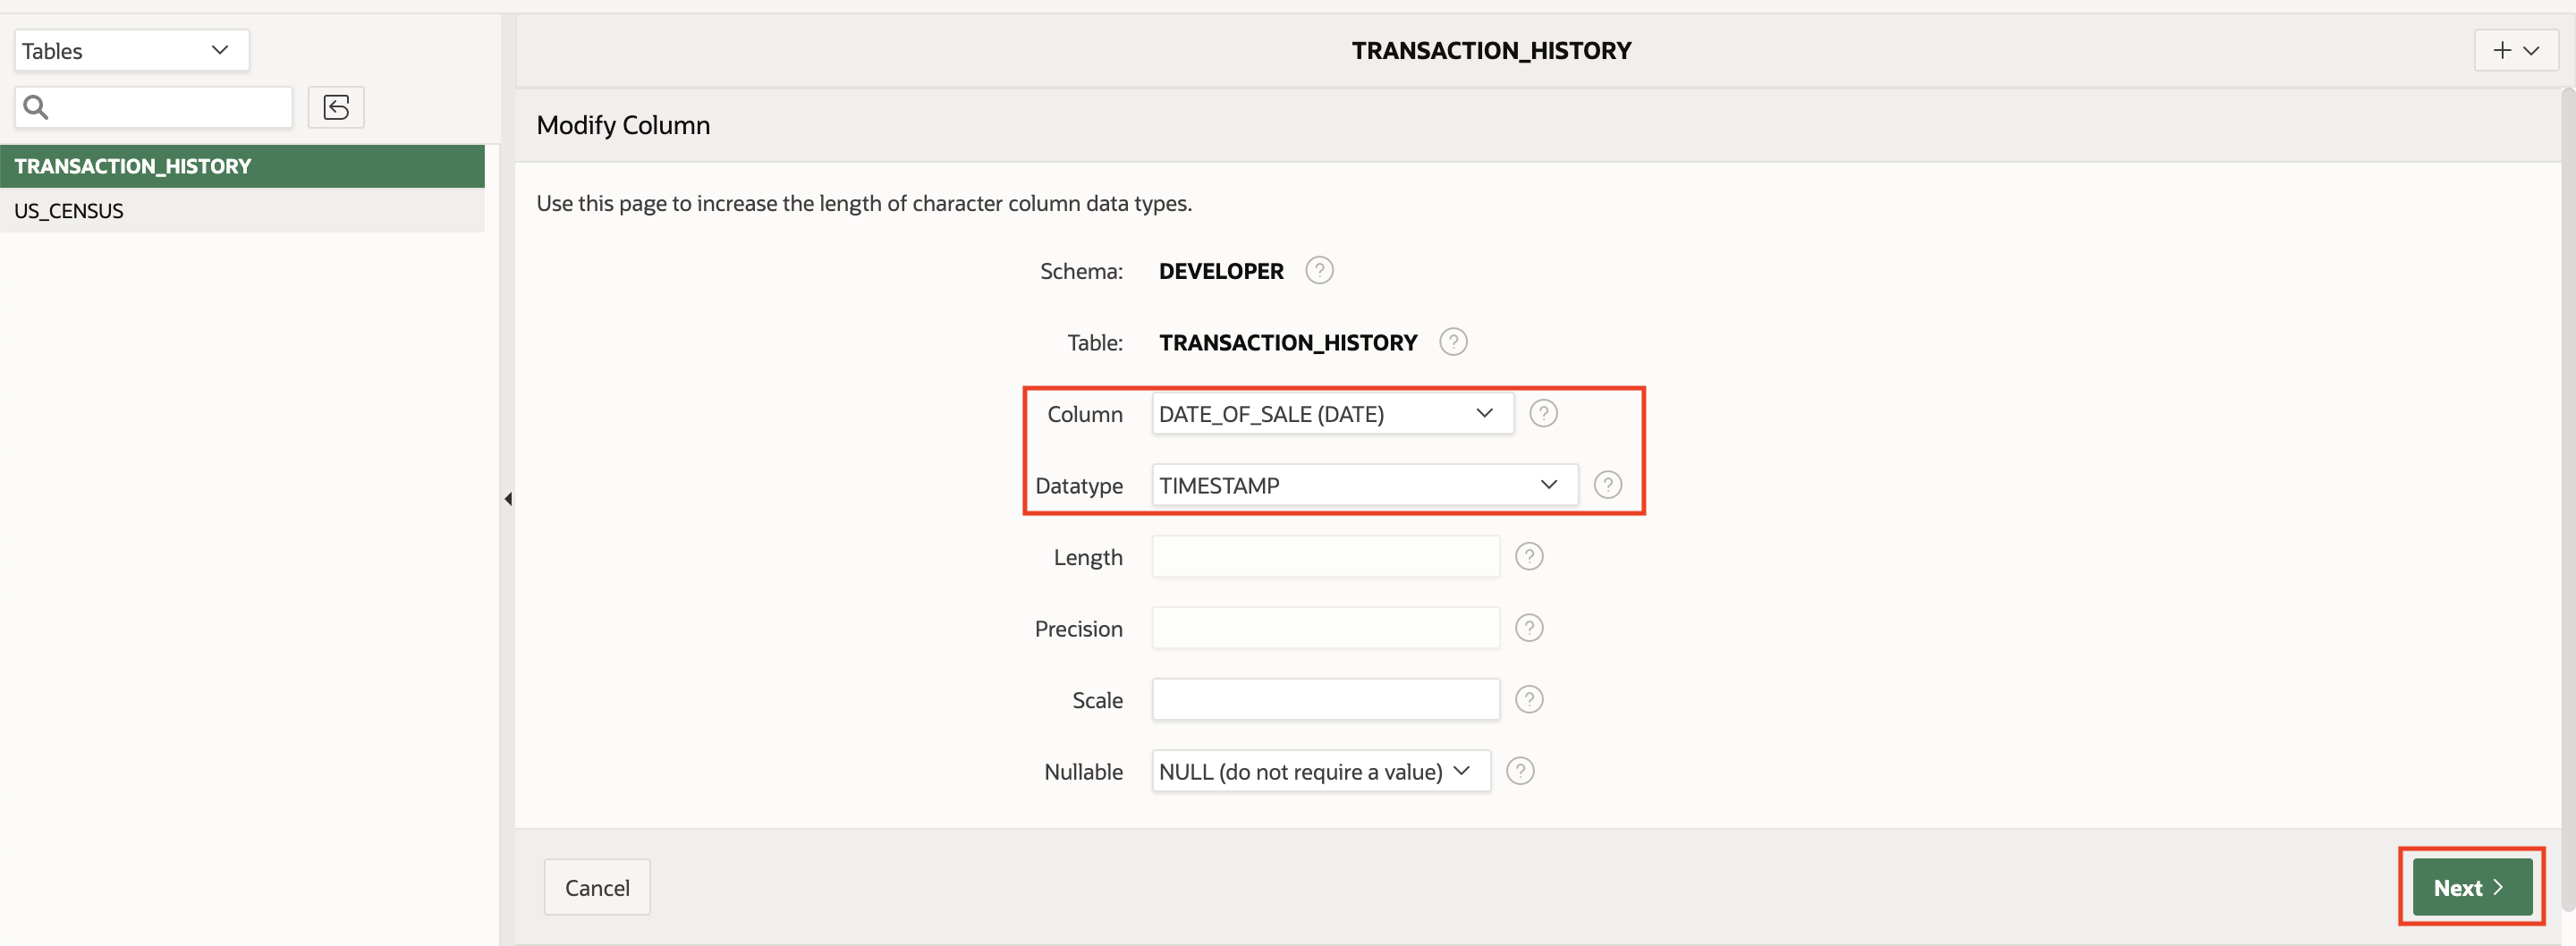 Tables
TRANSACTION_HISTORY
US_CENSUS
TRANSACTION_HISTORY
Modify Column
Use this page to increase the length of character column data types.
Schema: DEVELOPER ?
Table: TRANSACTION_HISTORY ?
Column DATE_OF_SALE (DATE) ?
Datatype TIMESTAMP ?
Length ?
Precision ?
Scale ?
Nullable NULL (do not require a value) ?
Cancel
Next